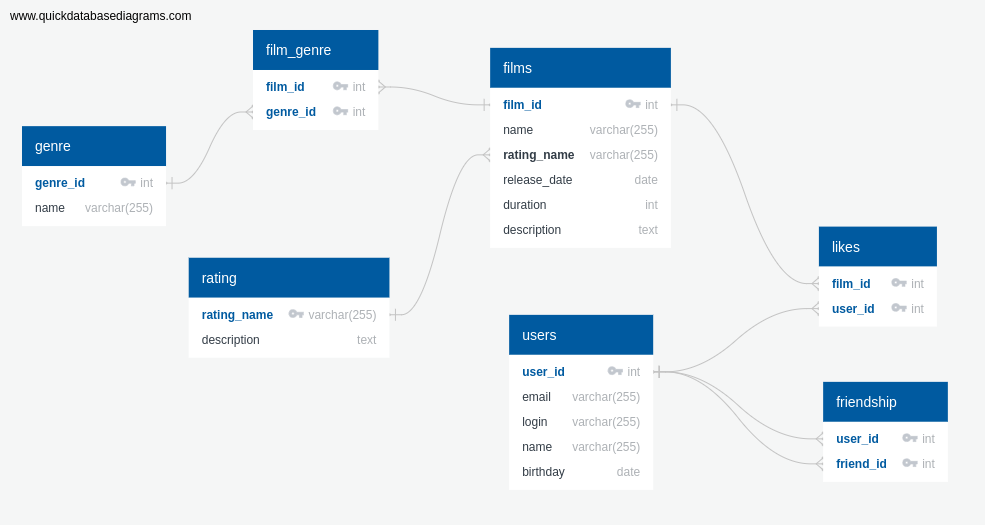 www.quickdatabasediagrams.com
film_genre
film_id int
genre_id int
films
film_id int
name varchar(255)
rating_name varchar(255)
release_date date
duration int
description text
genre
genre_id int
name varchar(255)
likes
film_id int
user_id int
rating
rating_name varchar(255)
description text
users
user_id int
email varchar(255)
login varchar(255)
name varchar(255)
birthday date
friendship
user_id int
friend_id int